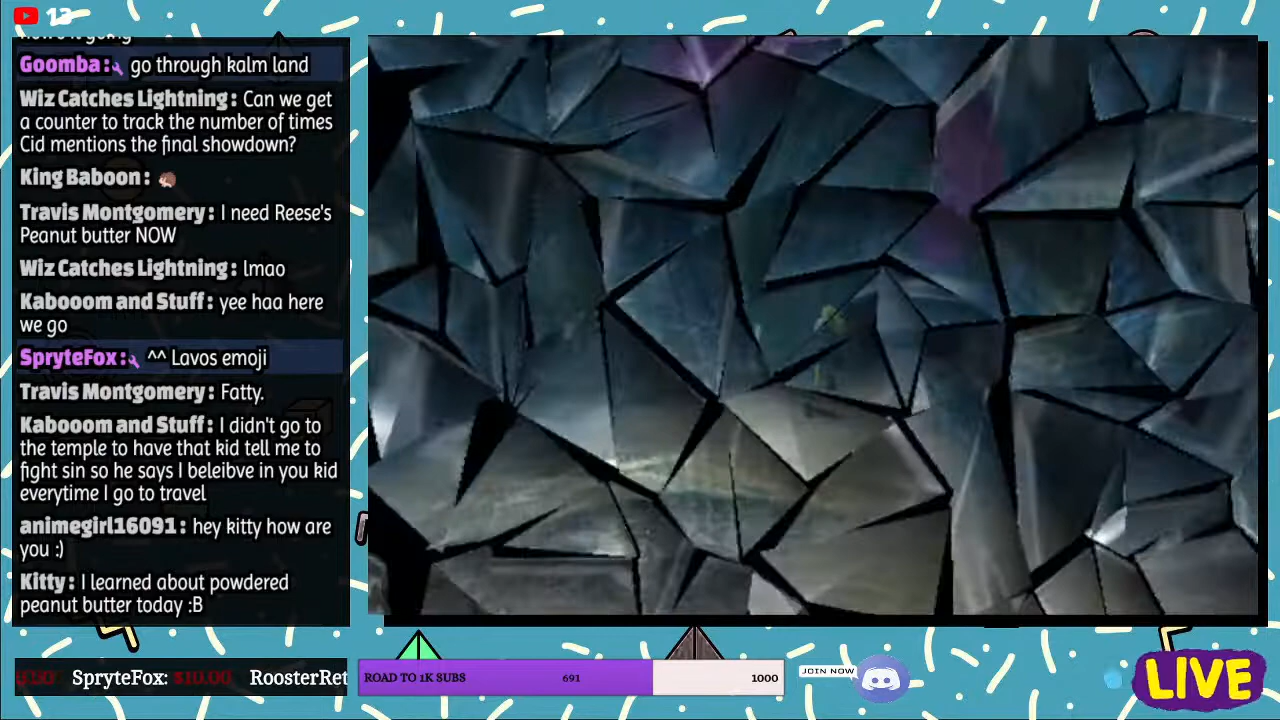 13
Goomba: go through kalm land
Wiz Catches Lightning: Can we get
a counter to track the number of times
Cid mentions the final showdown?
King Baboon:
Travis Montgomery: I need Reese's
Peanut butter NOW
Wiz Catches Lightning: lmao
Kabooom and Stuff: yee haa here
we go
SpryteFox: ^^ Lavos emoji
Travis Montgomery: Fatty.
Kabooom and Stuff: I didn't go to
the temple to have that kid tell me to
fight sin so he says I beleibve in you kid
everytime I go to travel
animegirl16091: hey kitty how are
you :)
Kitty: I learned about powdered
peanut butter today :B
SpryteFox: $10.00 RoosterRet
ROAD TO 1K SUBS 691 1000
JOIN NOW
LIVE